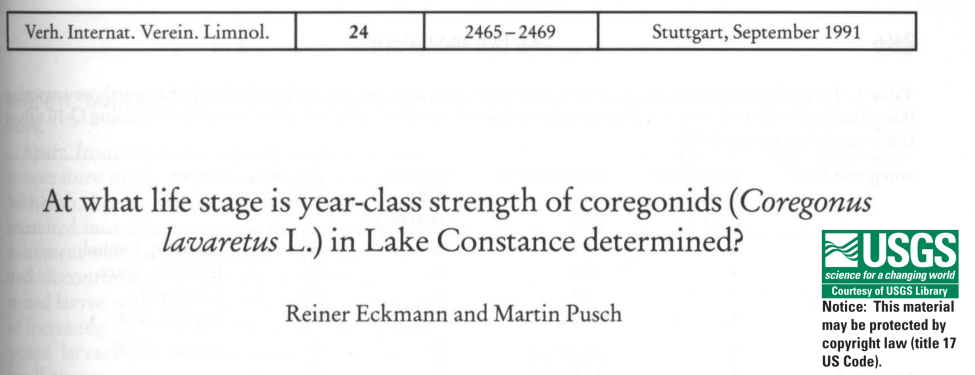 Verh. Internat. Verein. Limnol. 24 2465–2469 Stuttgart, September 1991
At what life stage is year-class strength of coregonids (Coregonus
lavaretus L.) in Lake Constance determined?
Reiner Eckmann and Martin Pusch
USGS
science for a changing world
Courtesy of USGS Library
Notice: This material
may be protected by
copyright law (title 17
US Code).